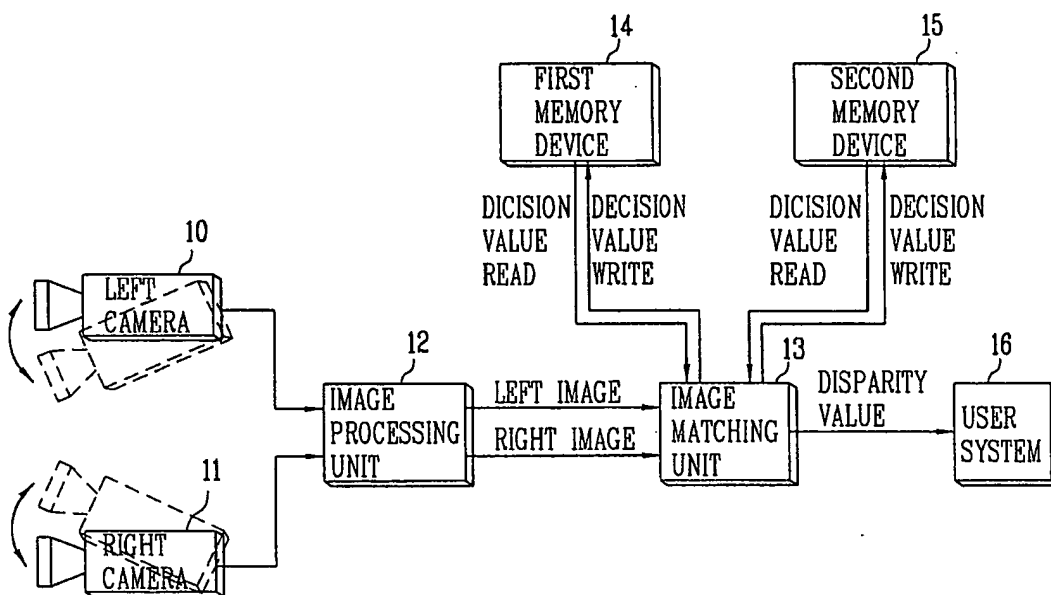 14
FIRST
MEMORY
DEVICE
15
SECOND
MEMORY
DEVICE
DICISION
VALUE
READ
DECISION
VALUE
WRITE
DICISION
VALUE
READ
DECISION
VALUE
WRITE
10
LEFT
CAMERA
12
IMAGE
PROCESSING
UNIT
LEFT IMAGE
RIGHT IMAGE
13
IMAGE
MATCHING
UNIT
DISPARITY
VALUE
16
USER
SYSTEM
11
RIGHT
CAMERA